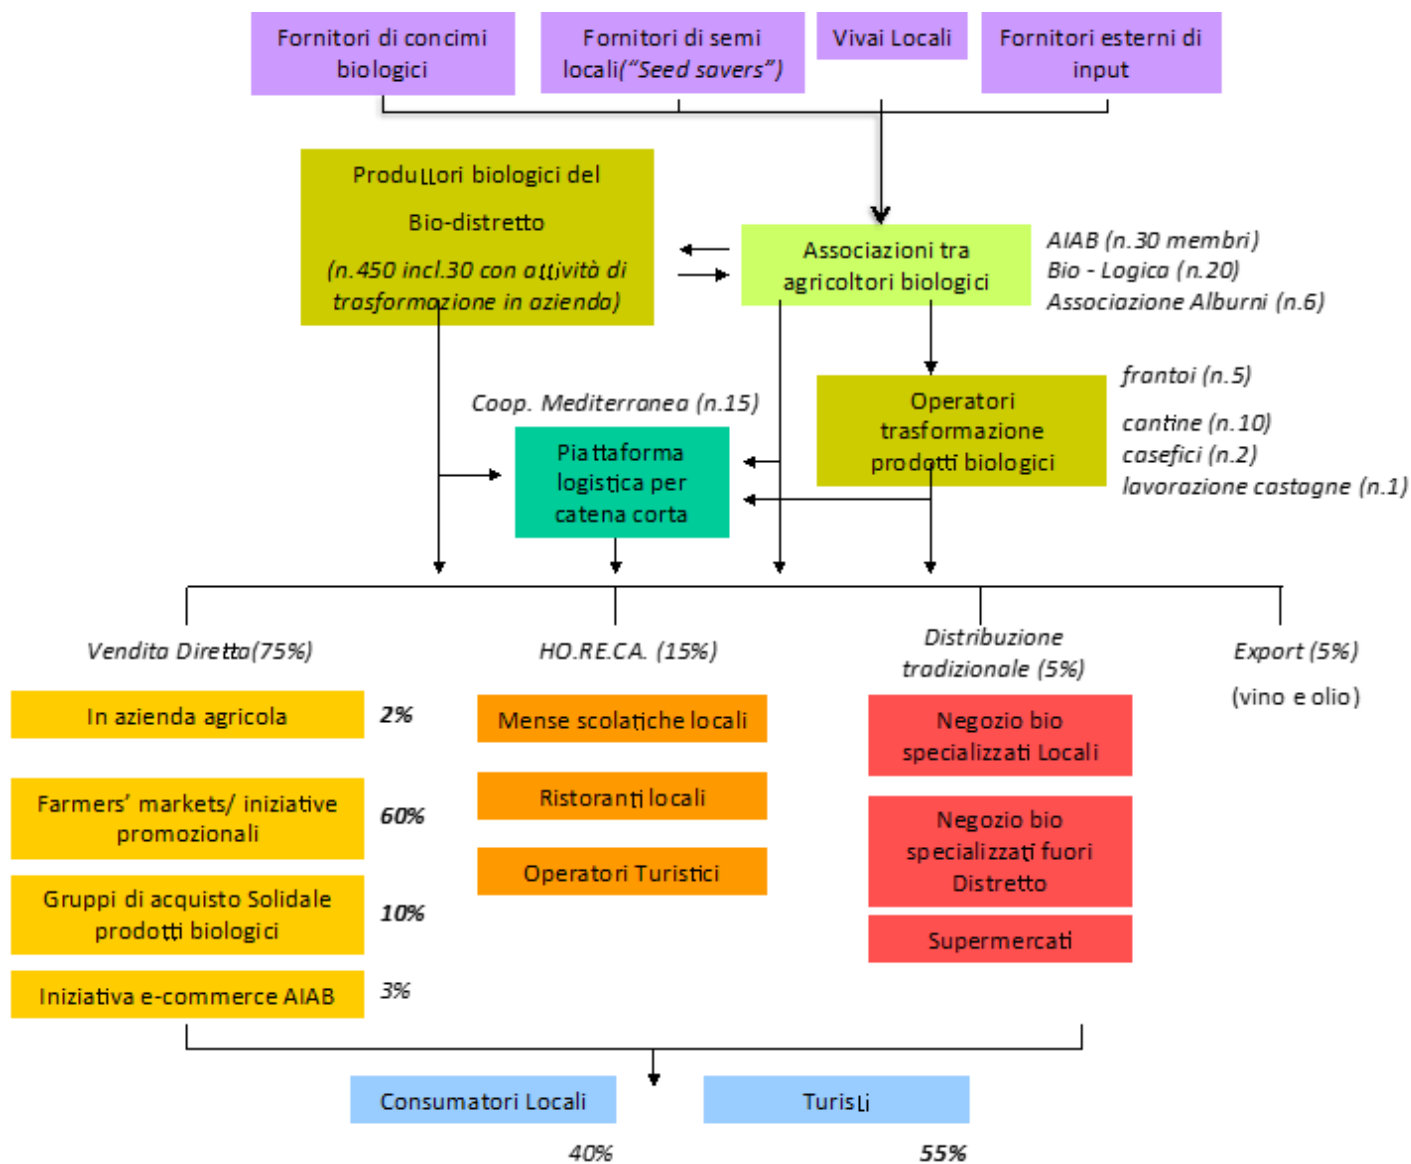 Fornitori di concimi
biologici
Fornitori di semi
locali("Seed savers")
Vivai Locali
Fornitori esterni di
input
Produttori biologici del
Bio-distretto
(n.450 incl.30 con attività di
trasformazione in azienda)
Associazioni tra
agricoltori biologici
AIAB (n.30 membri)
Bio - Logica (n.20)
Associazione Alburni (n.6)
Coop. Mediterranea (n.15)
Piattaforma
logistica per
catena corta
Operatori
trasformazione
prodotti biologici
frantoi (n.5)
cantine (n.10)
casefici (n.2)
lavorazione castagne (n.1)
Vendita Diretta(75%)
In azienda agricola
2%
Farmers' markets/ iniziative
promozionali
60%
Gruppi di acquisto Solidale
prodotti biologici
10%
Iniziativa e-commerce AIAB
3%
HO.RE.CA. (15%)
Mense scolatiche locali
Ristoranti locali
Operatori Turistici
Distribuzione
tradizionale (5%)
Negozio bio
specializzati Locali
Negozio bio
specializzati fuori
Distretto
Supermercati
Export (5%)
(vino e olio)
Consumatori Locali
40%
Turisti
55%